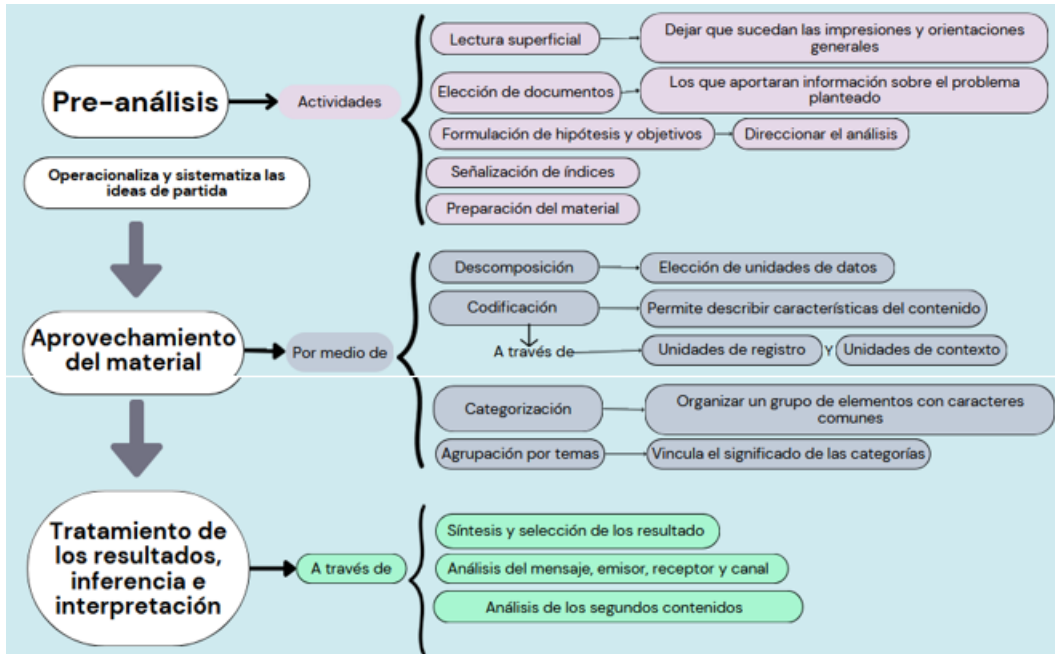 Pre-análisis
Operacionaliza y sistematiza las
ideas de partida
Actividades
Lectura superficial
Dejar que sucedan las impresiones y orientaciones
generales
Elección de documentos
Los que aportaran información sobre el problema
planteado
Formulación de hipótesis y objetivos
Direccionar el análisis
Señalización de índices
Preparación del material
Aprovechamiento
del material
Por medio de
Descomposición
Elección de unidades de datos
Codificación
Permite describir características del contenido
A través de
Unidades de registro
Y
Unidades de contexto
Categorización
Organizar un grupo de elementos con caracteres
comunes
Agrupación por temas
Vincula el significado de las categorías
Tratamiento de
los resultados,
inferencia e
interpretación
A través de
Síntesis y selección de los resultado
Análisis del mensaje, emisor, receptor y canal
Análisis de los segundos contenidos